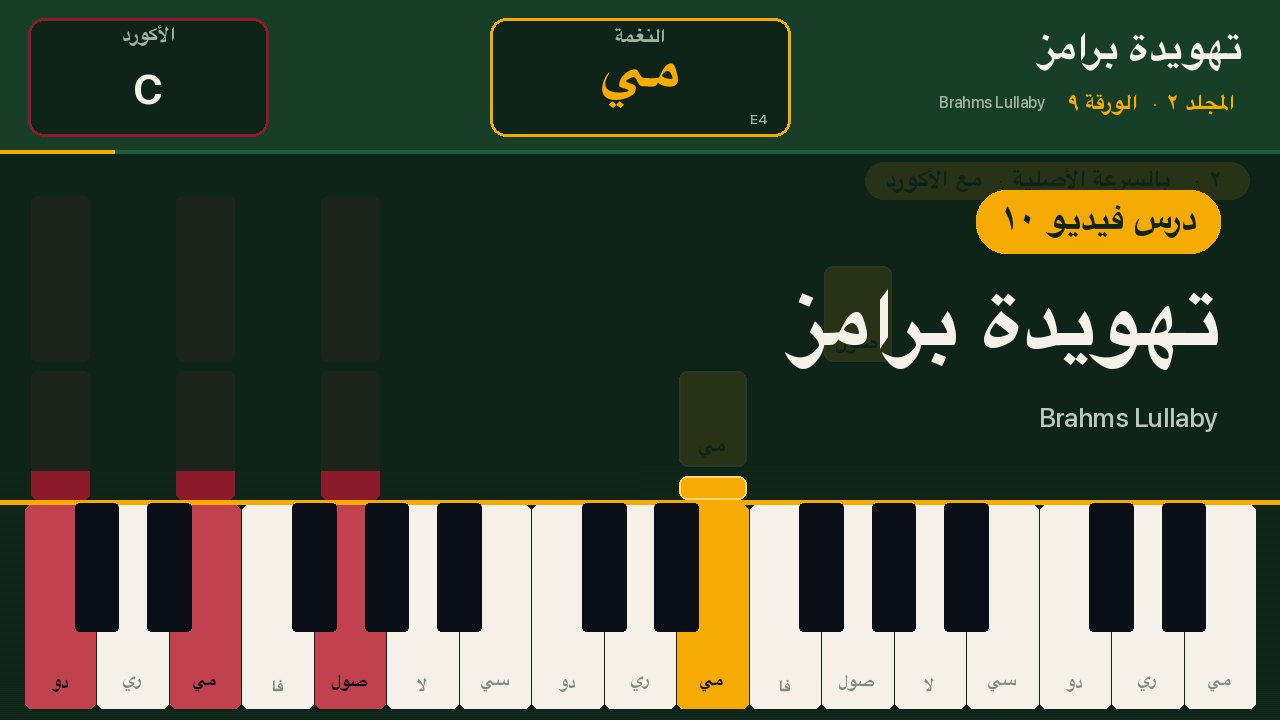 تهويدة برامز
المجلد ٢ · الورقة ٩ Brahms Lullaby
النغمة
مي
E4
الأكورد
C
٢ · بالسرعة الأصلية · مع الأكورد
درس فيديو ١٠
تهويدة برامز
صول
Brahms Lullaby
مي
دو ري مي فا صول لا سي دو ري مي فا صول لا سي دو ري مي